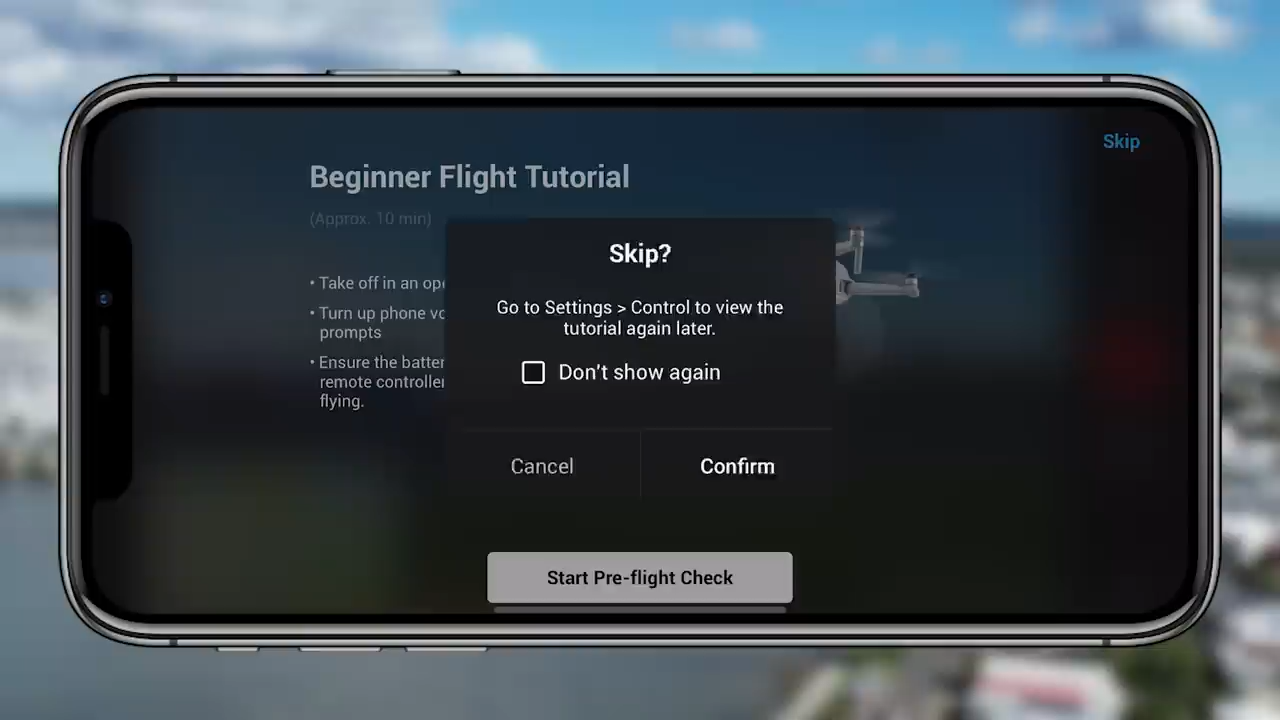 Skip
Beginner Flight Tutorial
(Approx. 10 min)
• Take off in an ope
• Turn up phone vo
prompts
• Ensure the batter
remote controller
flying.
Skip?
Go to Settings > Control to view the
tutorial again later.
Don't show again
Cancel
Confirm
Start Pre-flight Check